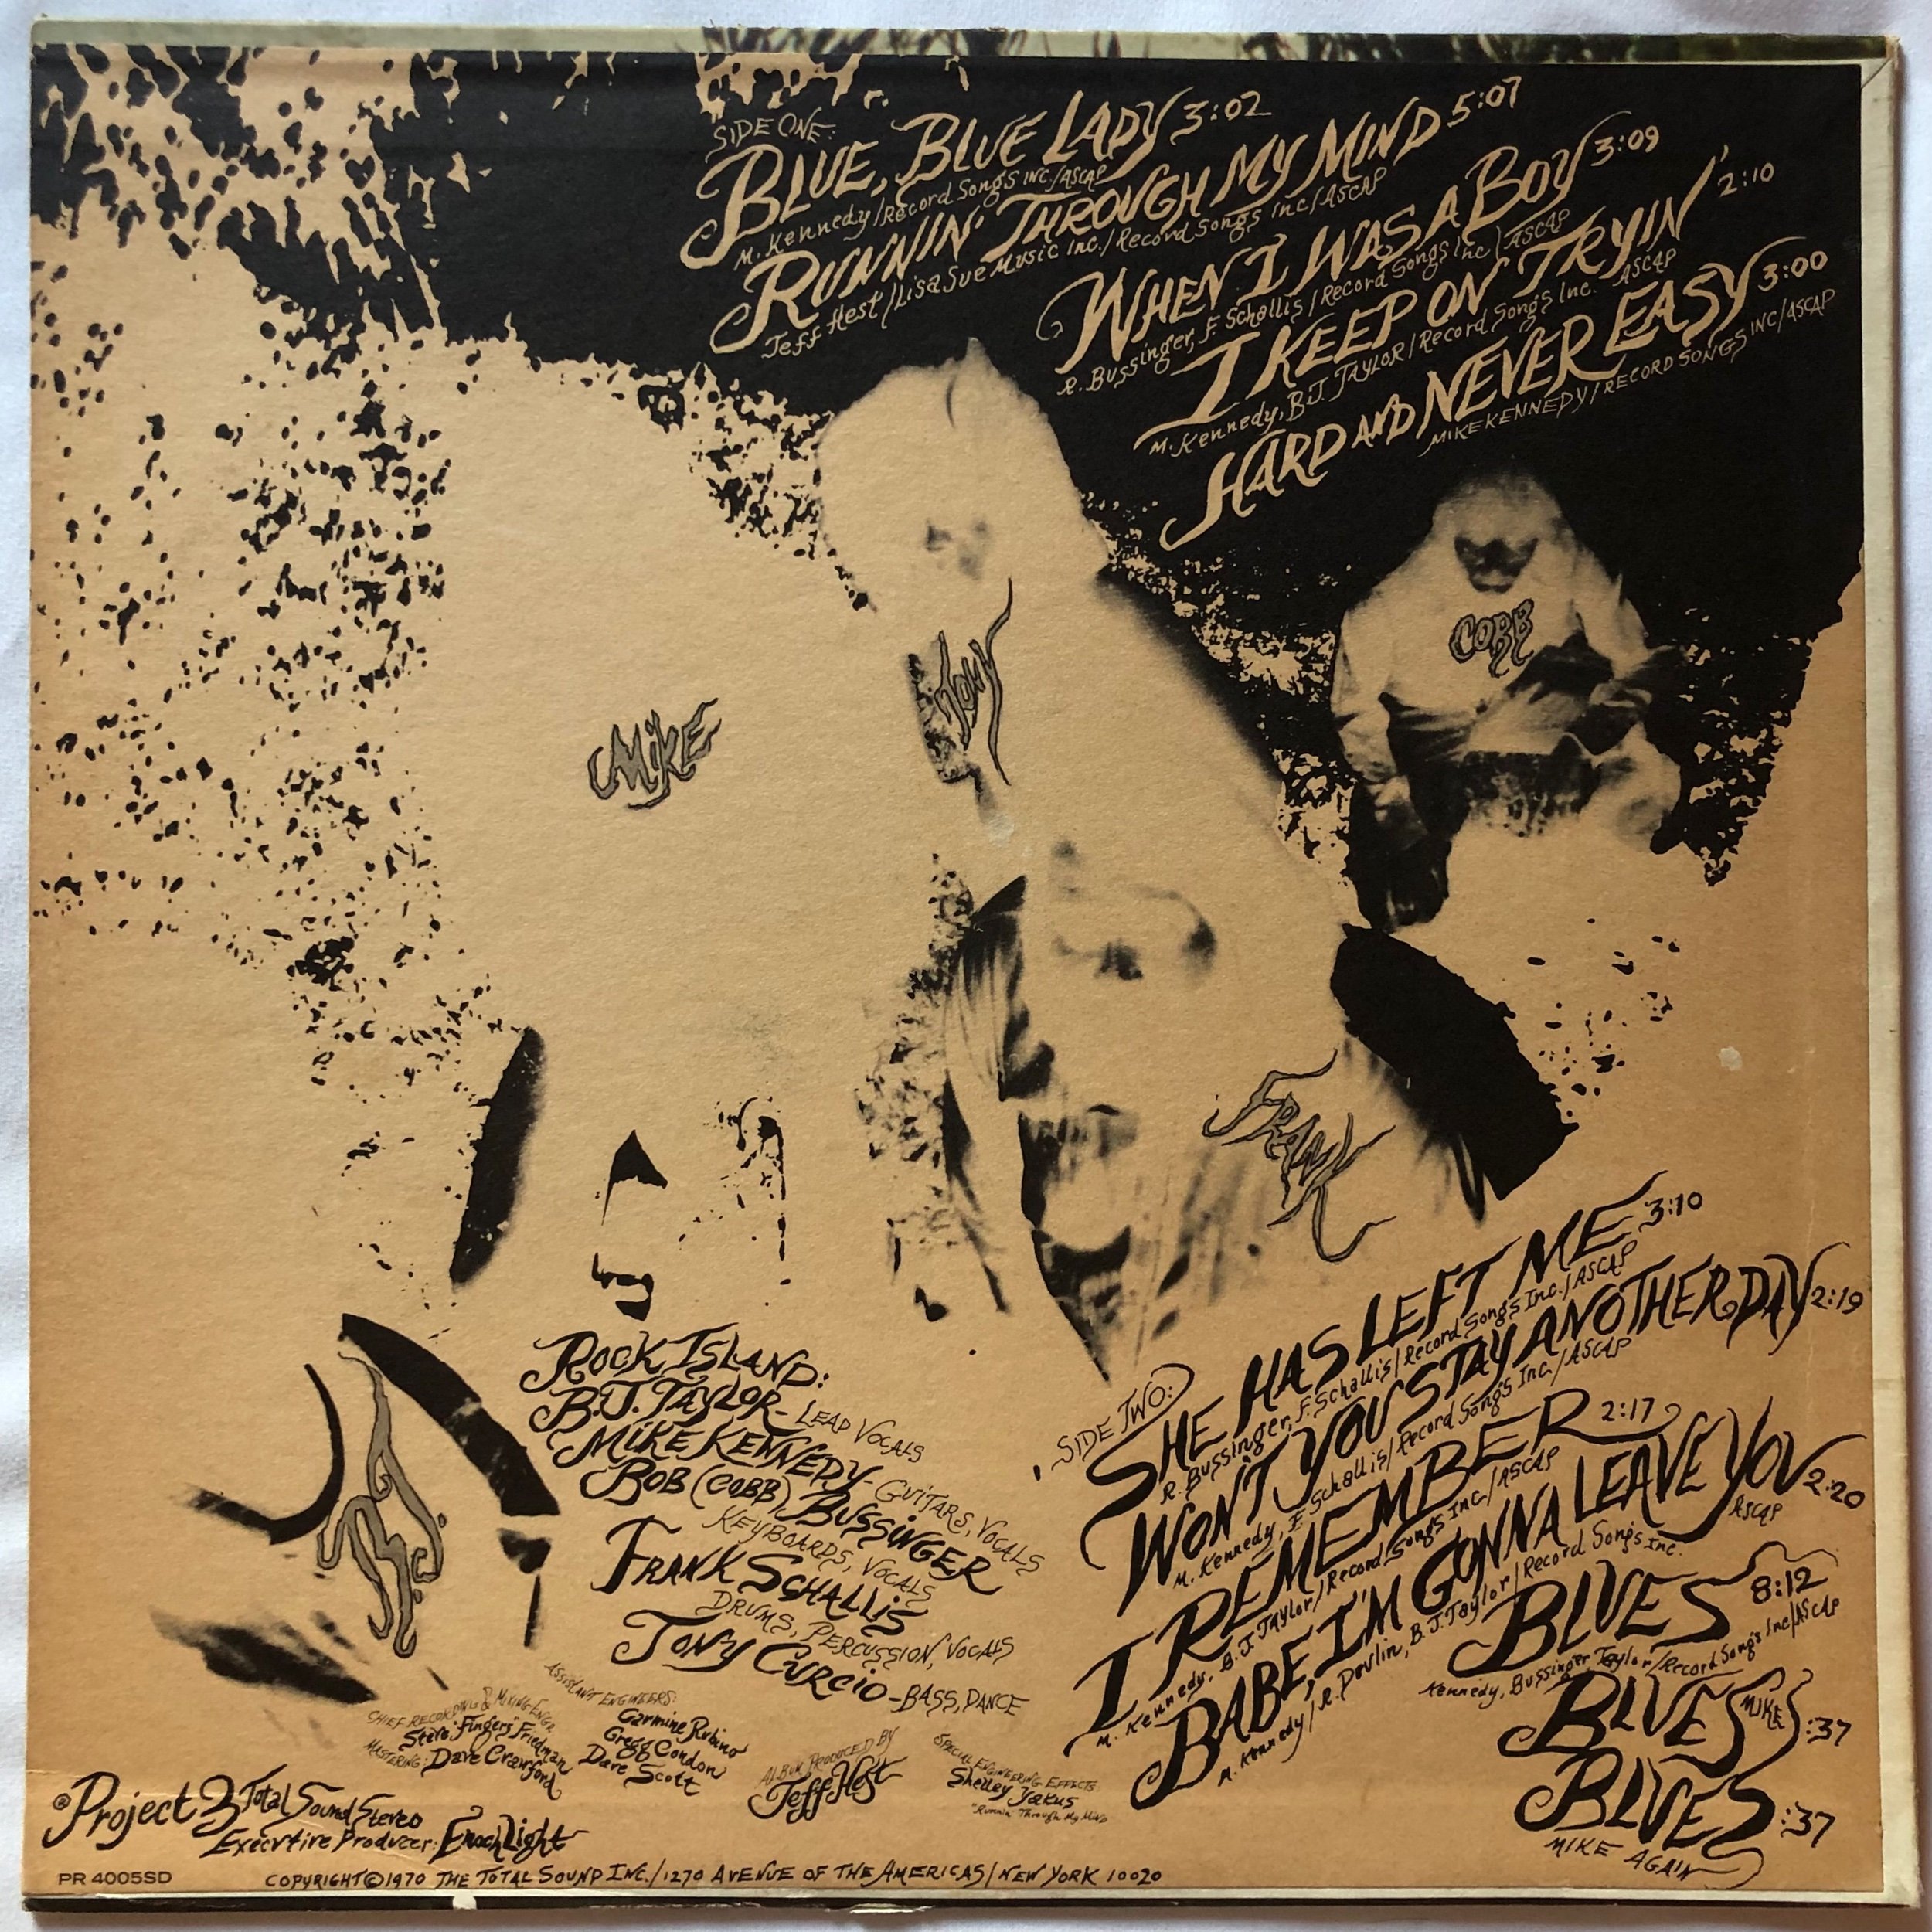 SIDE ONE:
BLUE, BLUE LADY 3:02
M. Kennedy/Record Songs Inc/ASCAP
RUNNIN' THROUGH MY MIND 5:07
Jeff Hest/Lisa Sue Music Inc./Record Songs Inc/ASCAP
WHEN I WAS A BOY 3:09
R. Bussinger, F. Schallis/Record Songs Inc/ASCAP
I KEEP ON TRYIN' 2:10
M. Kennedy, B.J. TAYLOR/Record Songs Inc. ASCAP
HARD AND NEVER EASY 3:00
MIKE KENNEDY/RECORD SONGS INC/ASCAP
COBB
TONY
MIKE
FRANK
BJ
ROCK ISLAND:
B.J. TAYLOR- LEAD VOCALS
MIKE KENNEDY- GUITARS, VOCALS
BOB (COBB) BUSSINGER
KEYBOARDS, VOCALS
FRANK SCHALLIS
DRUMS, PERCUSSION, VOCALS
TONY CURCIO-BASS, DANCE
SIDE TWO:
SHE HAS LEFT ME 3:10
R. Bussinger, F. Schallis/Record Songs Inc./ASCAP
WON'T YOU STAY ANOTHER DAY 2:19
M. Kennedy, F. Schallis/Record Songs Inc./ASCAP
I REMEMBER 2:17
M. Kennedy, B.J. Taylor/Record Songs Inc/ASCAP
BABE, I'M GONNA LEAVE YOU 2:20
M. Kennedy/J.R. Devlin, B.J. Taylor/Record Songs Inc. ASCAP
BLUES 8:12
Kennedy, Bussinger, Taylor/Record Songs Inc/ASCAP
BLUES MIKE :37
BLUES :37
MIKE AGAIN
CHIEF RECORDING & MIXING ENGR.
Steve "Fingers" Friedman
MASTERING: Dave Crawford
ASSISTANT ENGINEERS:
Carmine Rubino
Gregg Condon
Dave Scott
ALBUM PRODUCED BY
Jeff Hest
SPECIAL ENGINEERING EFFECTS:
Shelley Yakus
"Runnin' Through My Mind"
®Project 3 Total Sound Stereo
Executive Producer: Enoch Light
PR 4005SD
COPYRIGHT©1970 THE TOTAL SOUND INC./1270 AVENUE OF THE AMERICAS/NEW YORK 10020